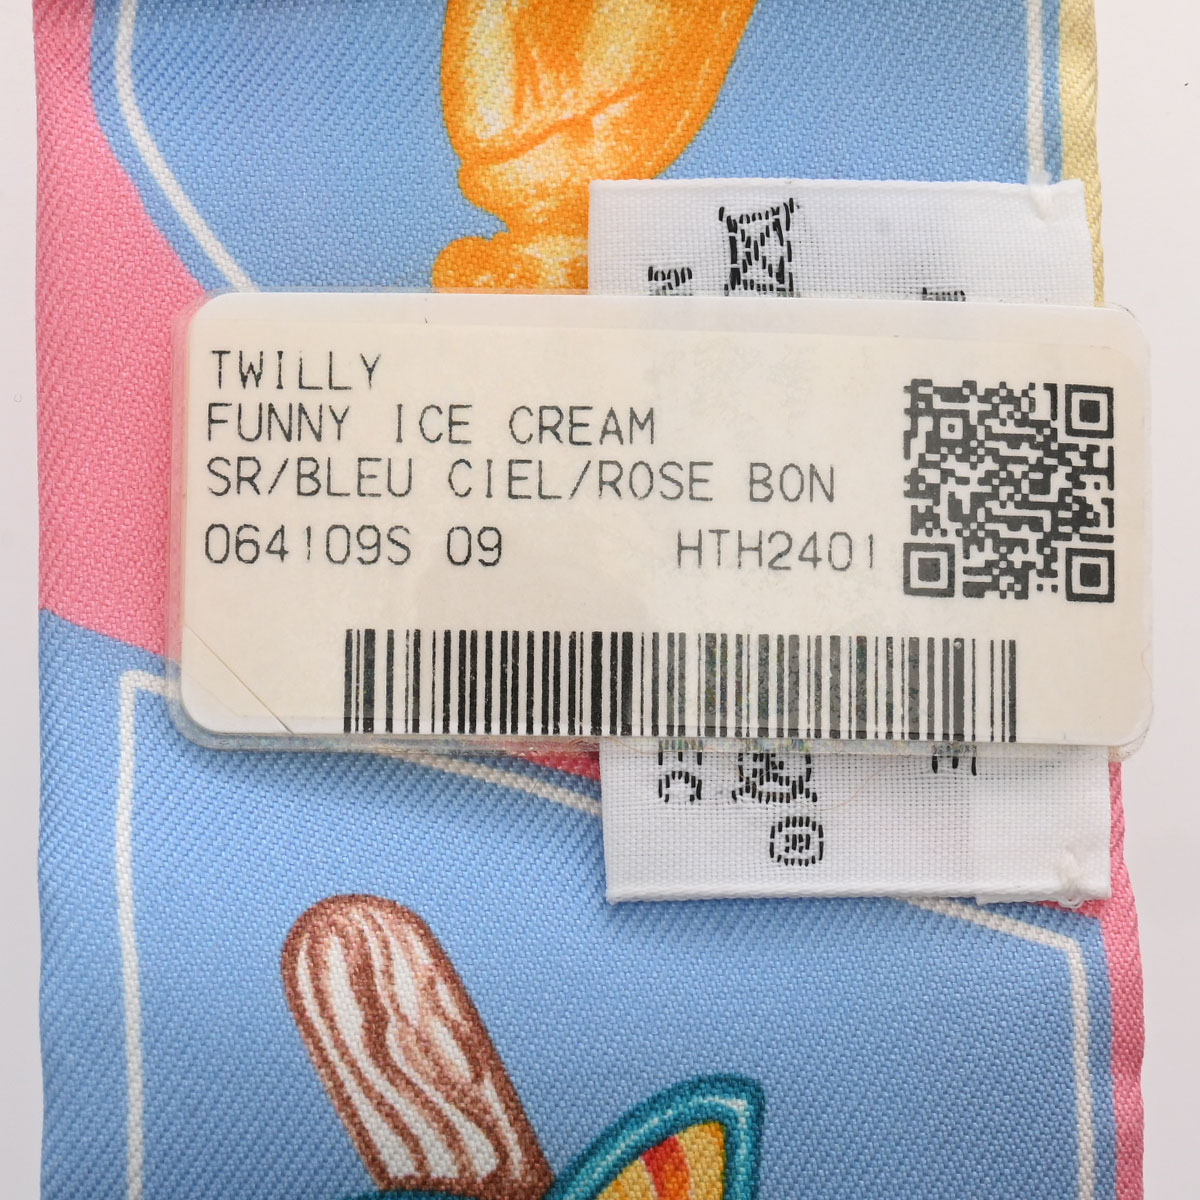 TWILLY
FUNNY ICE CREAM
SR/BLEU CIEL/ROSE BON
064109S 09 HTH2401